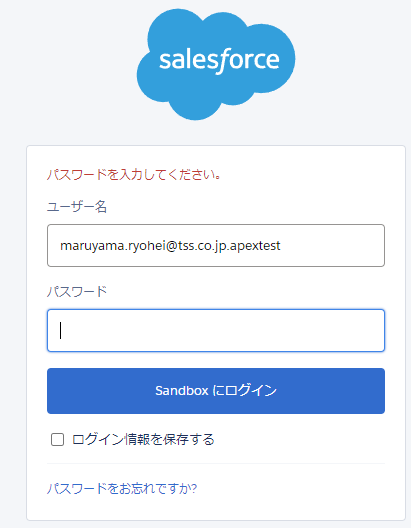 salesforce
パスワードを入力してください。
ユーザー名
maruyama.ryohei@tss.co.jp.apextest
パスワード
Sandbox にログイン
ログイン情報を保存する
パスワードをお忘れですか?